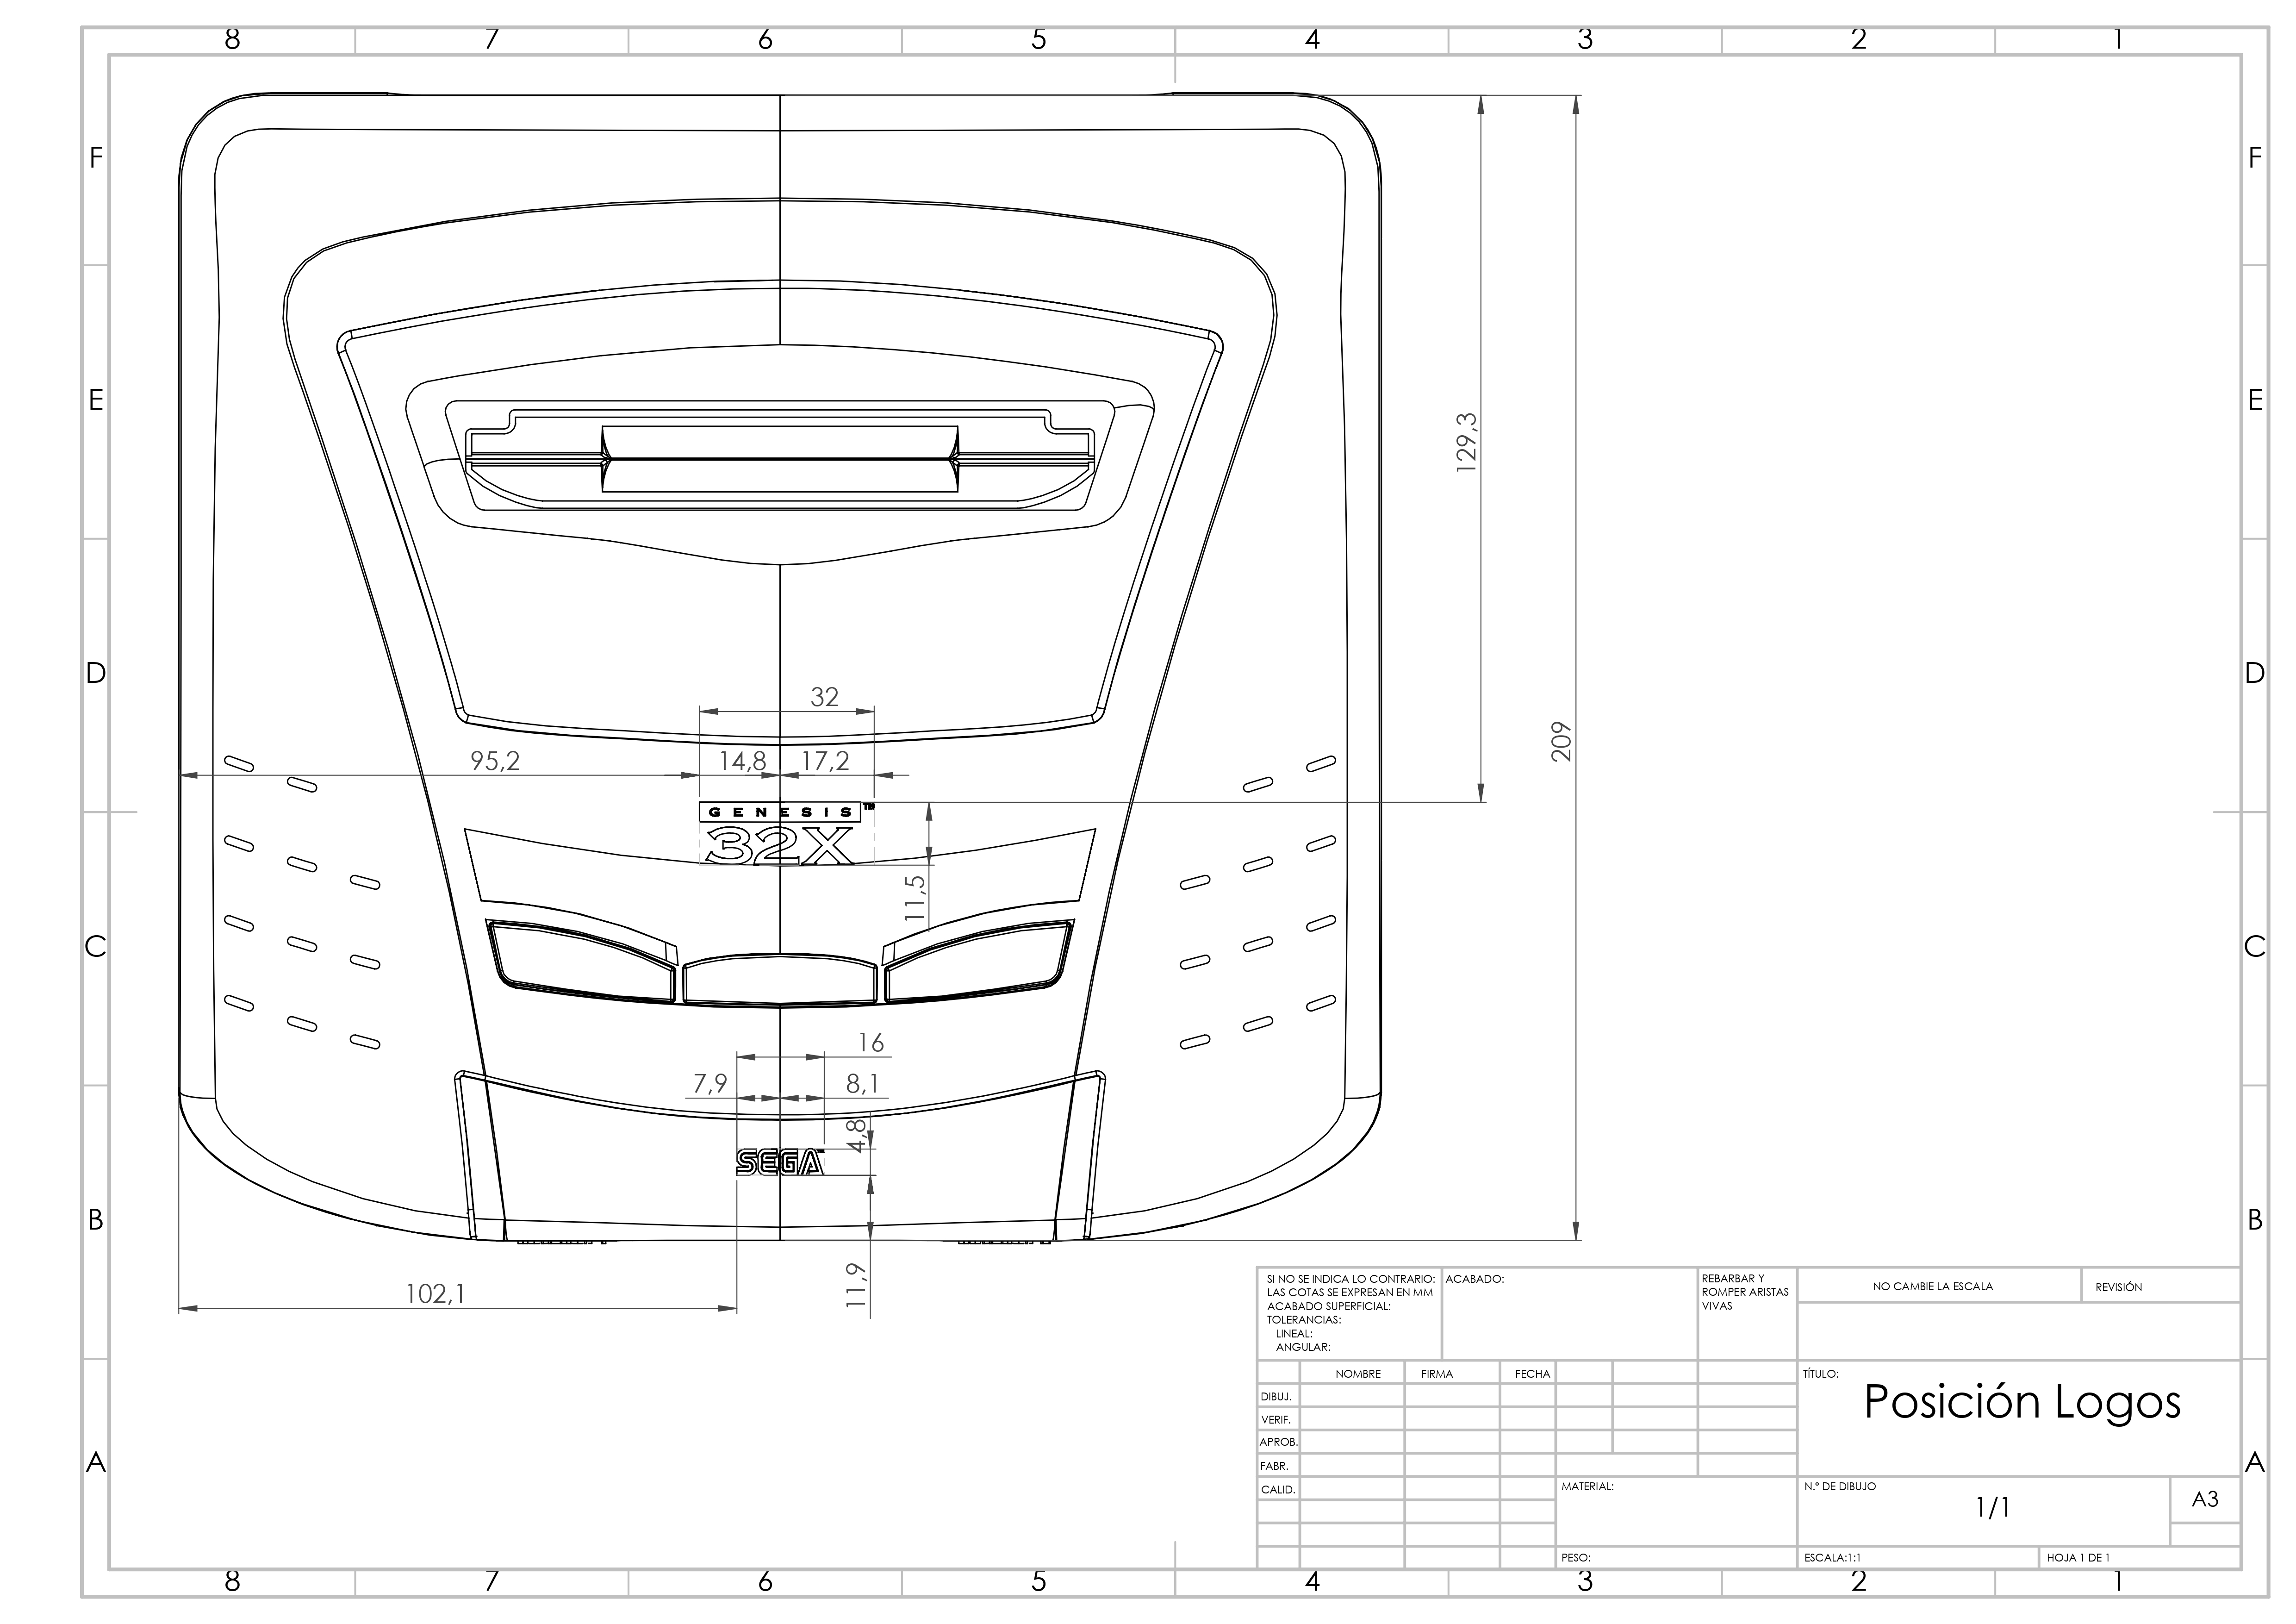 8 7 6 5 4 3 2 1
F F
E E
129,3
D D
32
209
95,2 14,8 17,2
GENESIS™
32X
11,5
C C
16
7,9 8,1
4,8
SEGA™
B B
11,9
102,1
SI NO SE INDICA LO CONTRARIO:
LAS COTAS SE EXPRESAN EN MM
ACABADO SUPERFICIAL:
TOLERANCIAS:
LINEAL:
ANGULAR:
ACABADO:
REBARBAR Y
ROMPER ARISTAS
VIVAS
NO CAMBIE LA ESCALA
REVISIÓN
NOMBRE FIRMA FECHA
DIBUJ.
VERIF.
APROB.
FABR.
CALID.
TÍTULO:
Posición Logos
A A
MATERIAL:
N.º DE DIBUJO
1/1
A3
PESO:
ESCALA:1:1
HOJA 1 DE 1
8 7 6 5 4 3 2 1